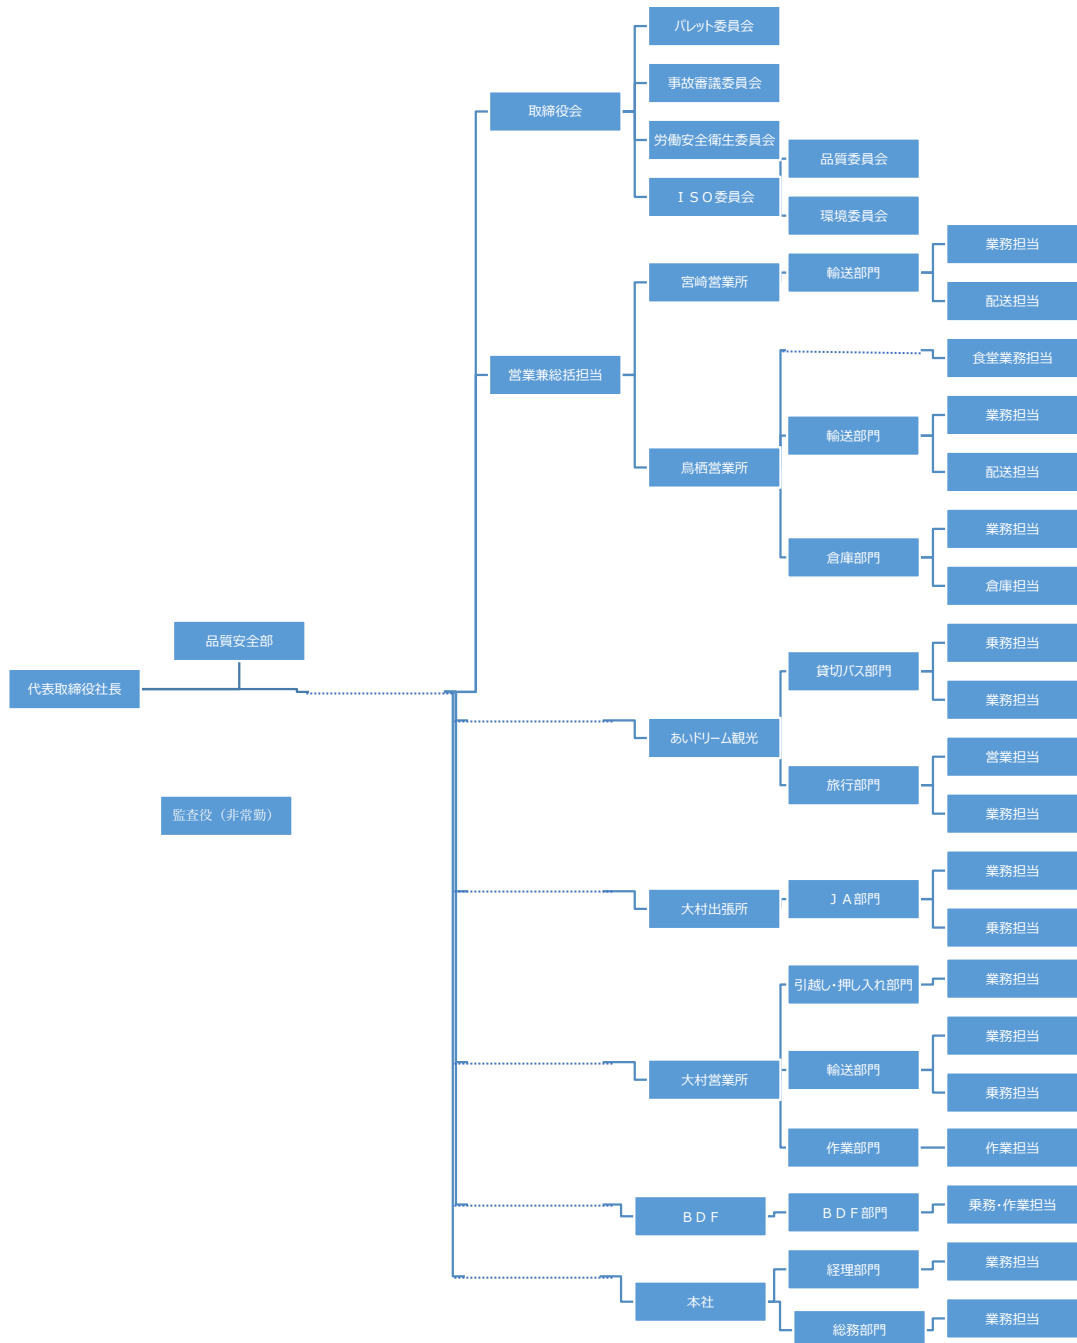 パレット委員会
事故審議委員会
取締役会
労働安全衛生委員会
品質委員会
ＩＳＯ委員会
環境委員会
業務担当
宮崎営業所
輸送部門
配送担当
食堂業務担当
営業兼総括担当
業務担当
輸送部門
鳥栖営業所
配送担当
業務担当
倉庫部門
倉庫担当
品質安全部
代表取締役社長
乗務担当
貸切バス部門
業務担当
あいドリーム観光
営業担当
旅行部門
業務担当
監査役（非常勤）
業務担当
大村出張所
ＪＡ部門
乗務担当
引越し・押し入れ部門
業務担当
業務担当
大村営業所
輸送部門
乗務担当
作業部門
作業担当
ＢＤＦ
ＢＤＦ部門
乗務・作業担当
経理部門
業務担当
本社
総務部門
業務担当